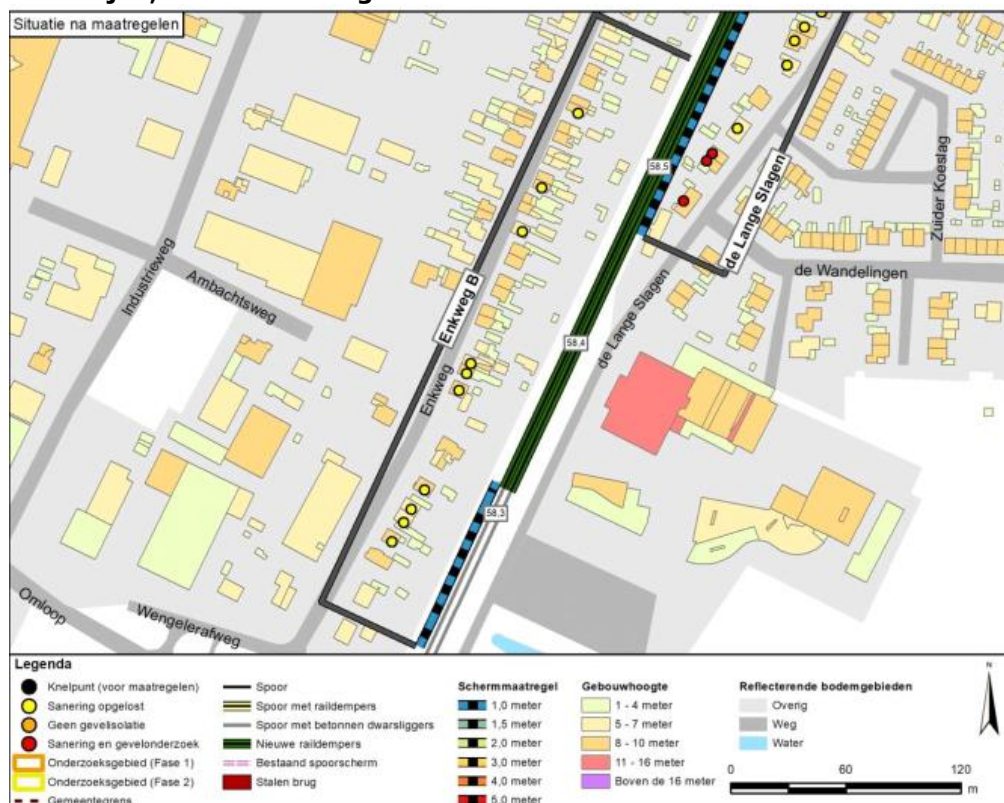 Situatie na maatregelen
58,5
de Lange Slagen
Zuider Koeslag
de Wandelingen
Industrieweg
Ambachtsweg
Enkweg B
58,4
de Lange Slagen
Enkweg
58,3
Omloop
Wengelerafweg
Legenda
Knelpunt (voor maatregelen)
Sanering opgelost
Geen gevelisolatie
Sanering en gevelonderzoek
Onderzoeksgebied (Fase 1)
Onderzoeksgebied (Fase 2)
Gemeentegrens
Spoor
Spoor met raildempers
Spoor met betonnen dwarsliggers
Nieuwe raildempers
Bestaand spoorscherm
Stalen brug
Schermmaatregel
1,0 meter
1,5 meter
2,0 meter
3,0 meter
4,0 meter
5,0 meter
Gebouwhoogte
1 - 4 meter
5 - 7 meter
8 - 10 meter
11 - 16 meter
Boven de 16 meter
Reflecterende bodemgebieden
Overig
Weg
Water
N
0 60 120
m